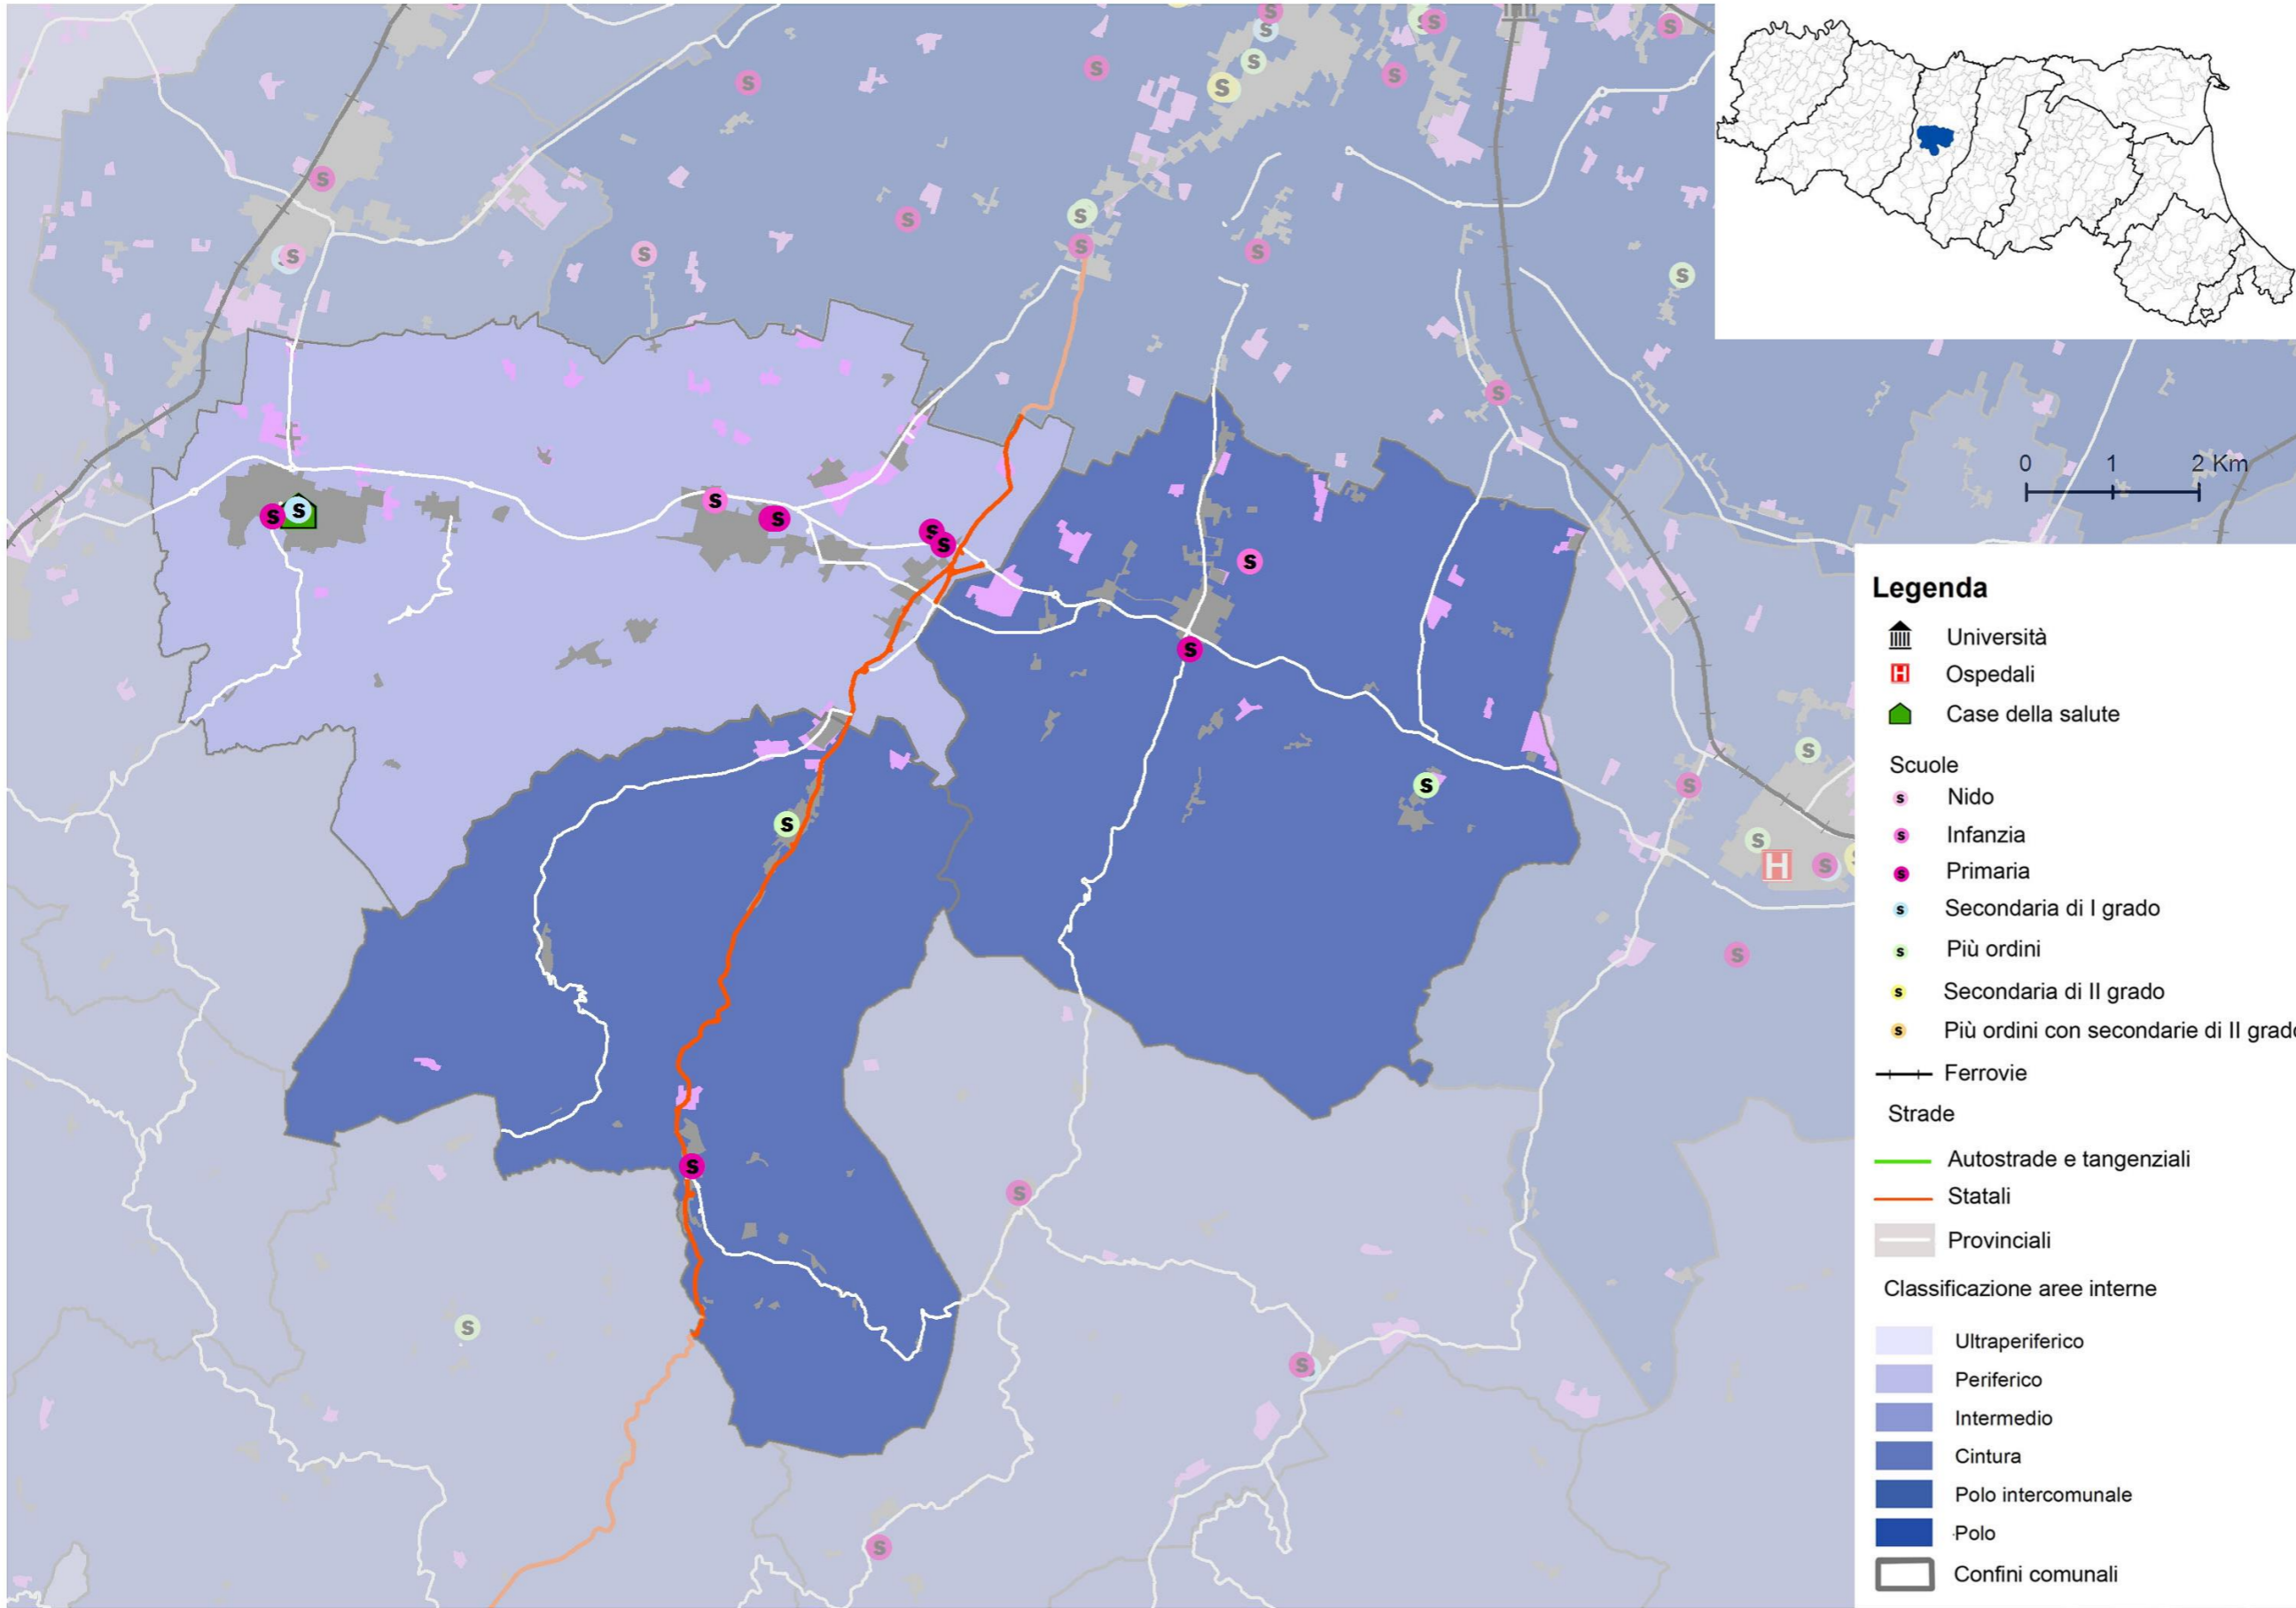 0 1 2 Km
Legenda
Università
H Ospedali
Case della salute
Scuole
s Nido
s Infanzia
s Primaria
s Secondaria di I grado
s Più ordini
s Secondaria di II grado
s Più ordini con secondarie di II grado
Ferrovie
Strade
Autostrade e tangenziali
Statali
Provinciali
Classificazione aree interne
Ultraperiferico
Periferico
Intermedio
Cintura
Polo intercomunale
Polo
Confini comunali